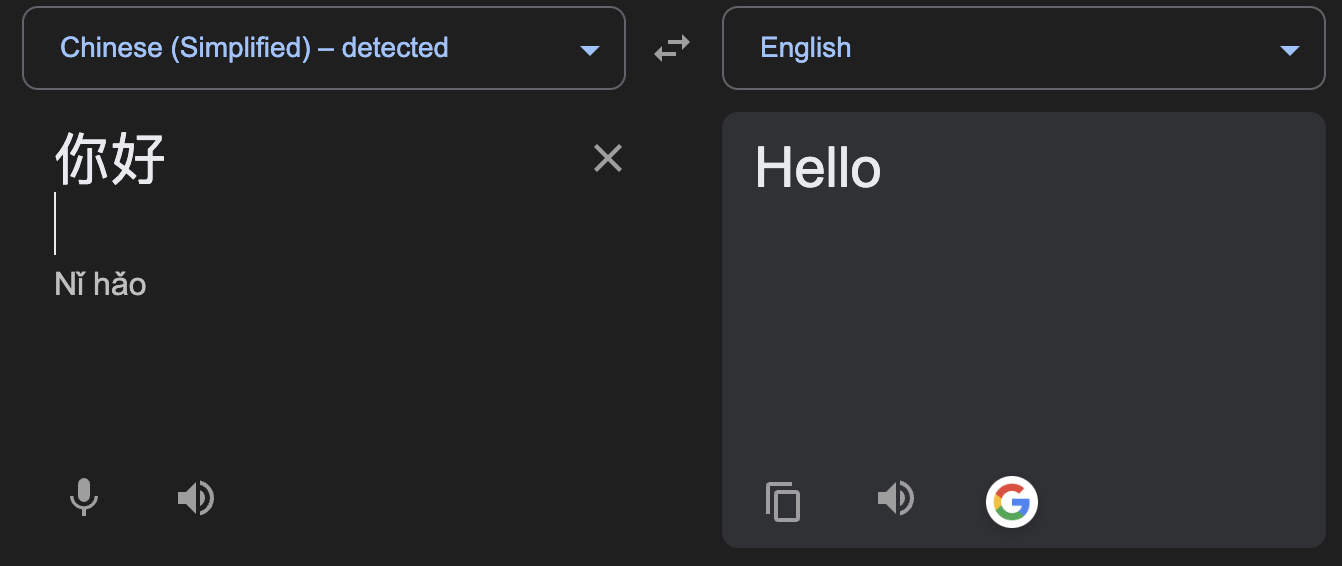 Chinese (Simplified) – detected
English
你好
Nǐ hǎo
Hello